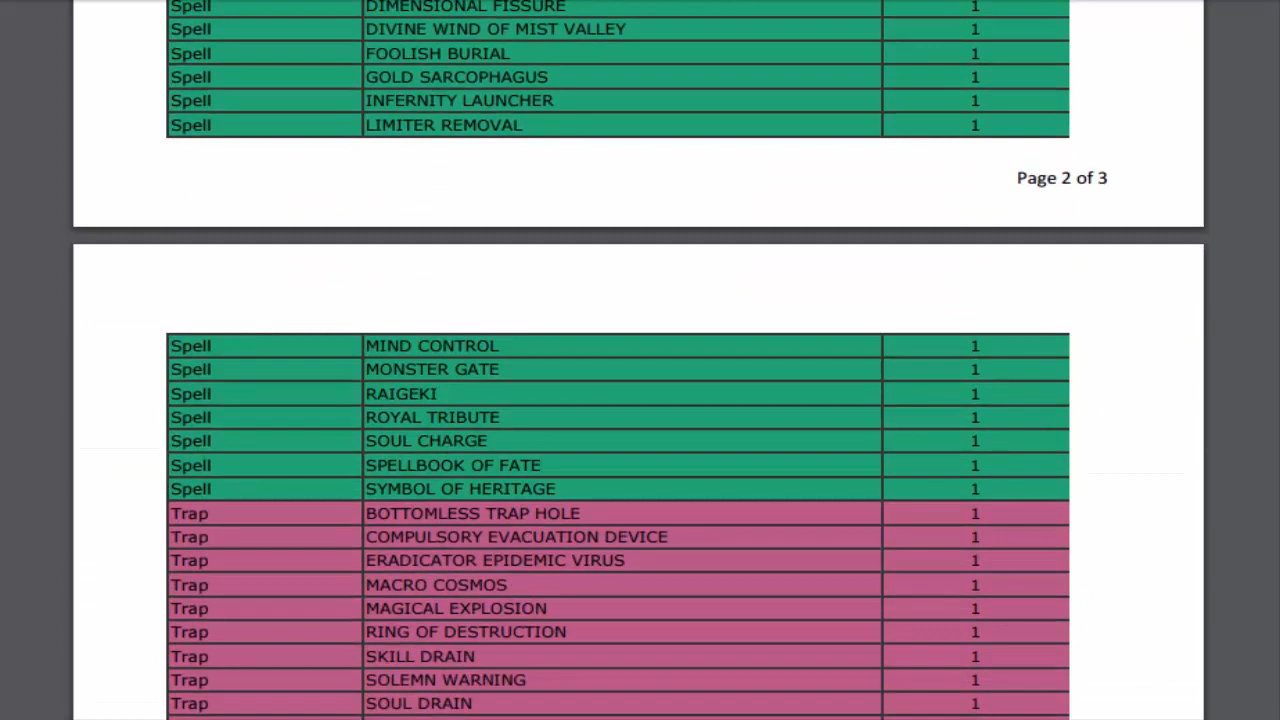 Spell DIMENSIONAL FISSURE 1
Spell DIVINE WIND OF MIST VALLEY 1
Spell FOOLISH BURIAL 1
Spell GOLD SARCOPHAGUS 1
Spell INFERNITY LAUNCHER 1
Spell LIMITER REMOVAL 1
Page 2 of 3
Spell MIND CONTROL 1
Spell MONSTER GATE 1
Spell RAIGEKI 1
Spell ROYAL TRIBUTE 1
Spell SOUL CHARGE 1
Spell SPELLBOOK OF FATE 1
Spell SYMBOL OF HERITAGE 1
Trap BOTTOMLESS TRAP HOLE 1
Trap COMPULSORY EVACUATION DEVICE 1
Trap ERADICATOR EPIDEMIC VIRUS 1
Trap MACRO COSMOS 1
Trap MAGICAL EXPLOSION 1
Trap RING OF DESTRUCTION 1
Trap SKILL DRAIN 1
Trap SOLEMN WARNING 1
Trap SOUL DRAIN 1